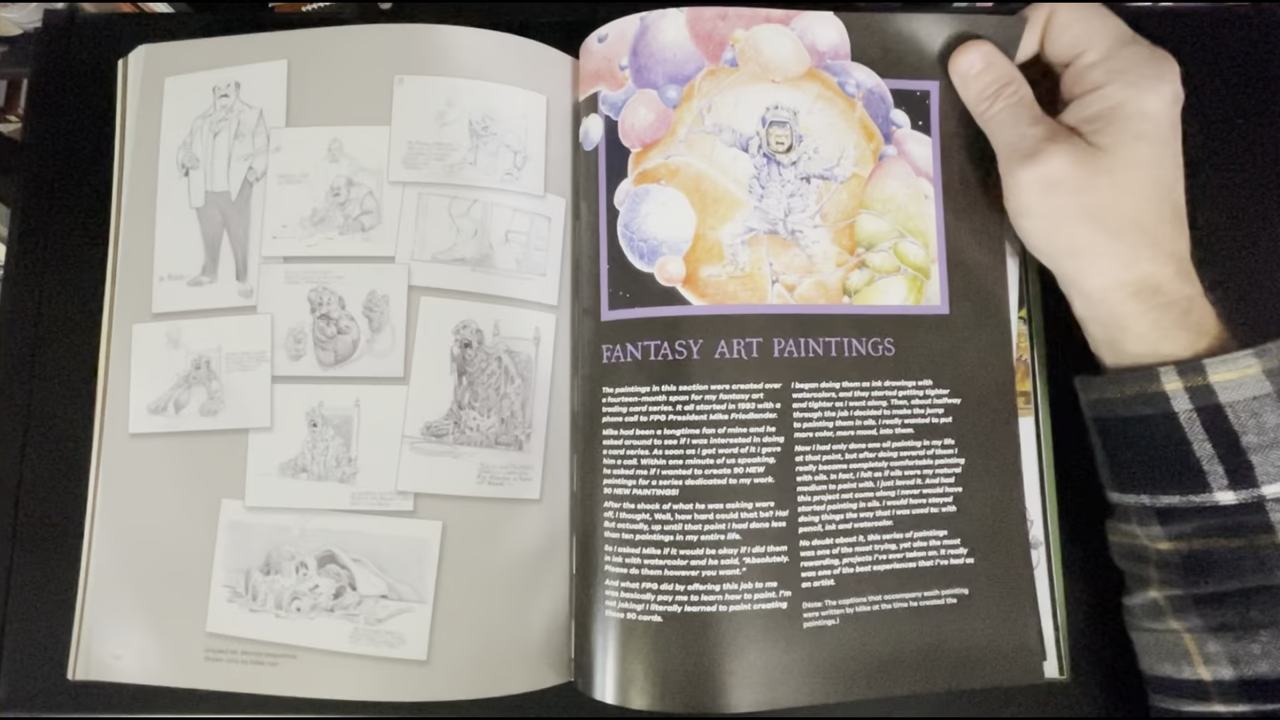 FANTASY ART PAINTINGS
The paintings in this section were created over
a fourteen-month span for my fantasy art
trading card series. It all started in 1993 with a
phone call to FPG President Mike Friedlander.
Mike had been a longtime fan of mine and he
asked around to see if I was interested in doing
a card series. As soon as I got word of it I gave
him a call. Within one minute of us speaking,
he asked me if I wanted to create 90 NEW
paintings for a series dedicated to my work.
90 NEW PAINTINGS!
After the shock of what he was asking wore
off, I thought, Well, how hard could that be? Ha!
But actually, up until that point I had done less
than ten paintings in my entire life.
So I asked Mike if it would be okay if I did them
in ink with watercolor and he said, "Absolutely.
Please do them however you want."
And what FPG did by offering this job to me
was basically pay me to learn how to paint. I'm
not joking! I literally learned to paint creating
these 90 cards.
I began doing them as ink drawings with
watercolors, and they started getting tighter
and tighter as I went along. Then, about halfway
through the job I decided to make the jump
to painting them in oils. I really wanted to put
more color, more mood, into them.
Now I had only done one oil painting in my life
at that point, but after doing several of them I
really became completely comfortable painting
with oils. In fact, I felt as if oils were my natural
medium to paint with. I just loved it. And had
this project not come along I never would have
started painting in oils. I would have stayed
doing things the way that I was used to: with
pencil, ink and watercolor.
No doubt about it, this series of paintings
was one of the most trying, yet also the most
rewarding, projects I've ever taken on. It really
was one of the best experiences that I've had as
an artist.
(Note: The captions that accompany each painting
were written by Mike at the time he created the
paintings.)